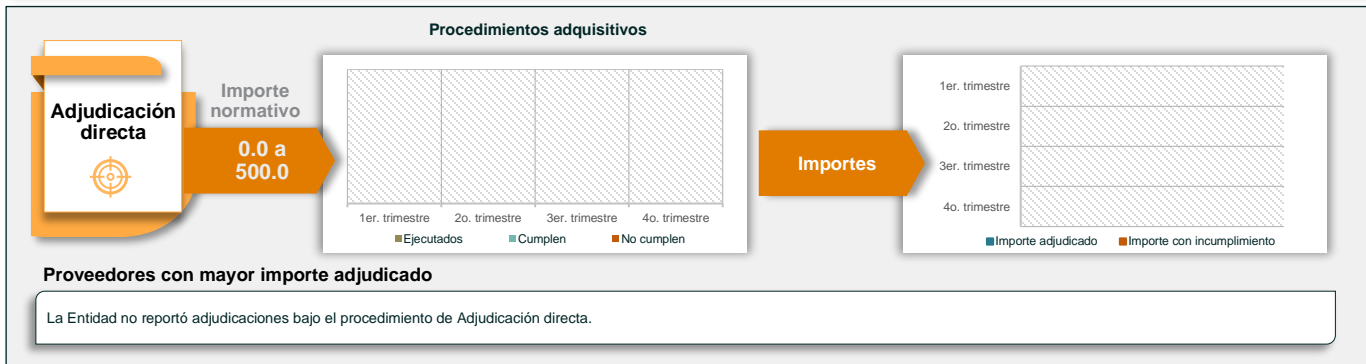 Procedimientos adquisitivos
Adjudicación
directa
Importe
normativo
0.0 a
500.0
1er. trimestre
2o. trimestre
3er. trimestre
4o. trimestre
Ejecutados
Cumplen
No cumplen
Importes
1er. trimestre
2o. trimestre
3er. trimestre
4o. trimestre
Importe adjudicado
Importe con incumplimiento
Proveedores con mayor importe adjudicado
La Entidad no reportó adjudicaciones bajo el procedimiento de Adjudicación directa.